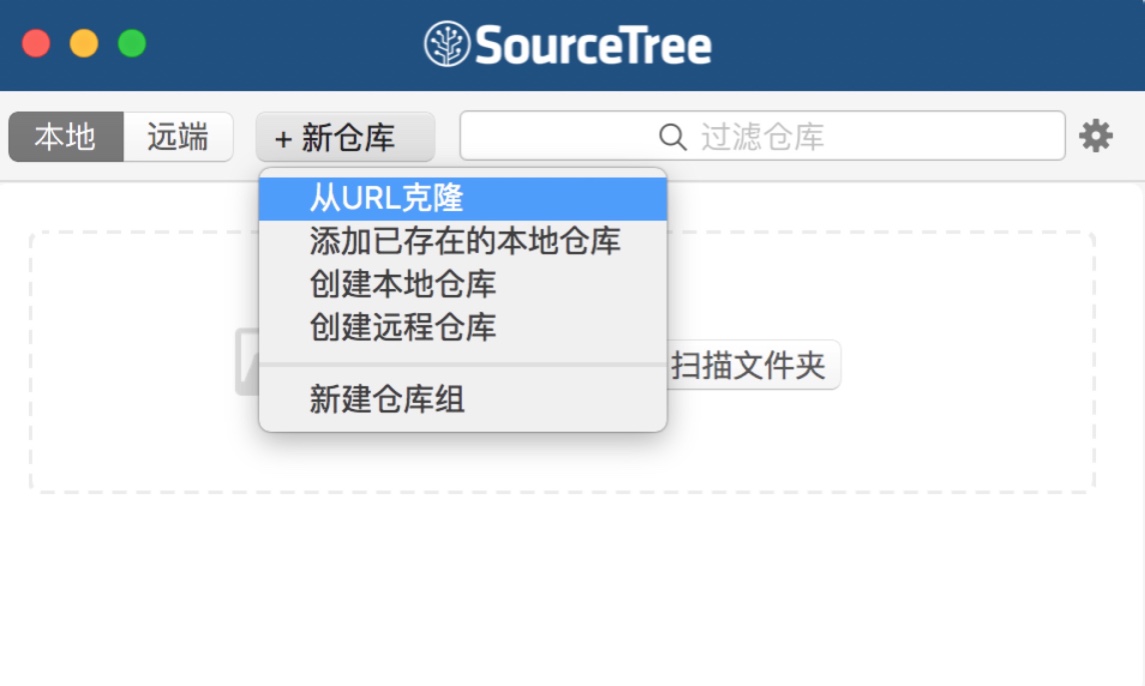 SourceTree
本地 远端 + 新仓库 过滤仓库
从URL克隆
添加已存在的本地仓库
创建本地仓库
创建远程仓库
扫描文件夹
新建仓库组